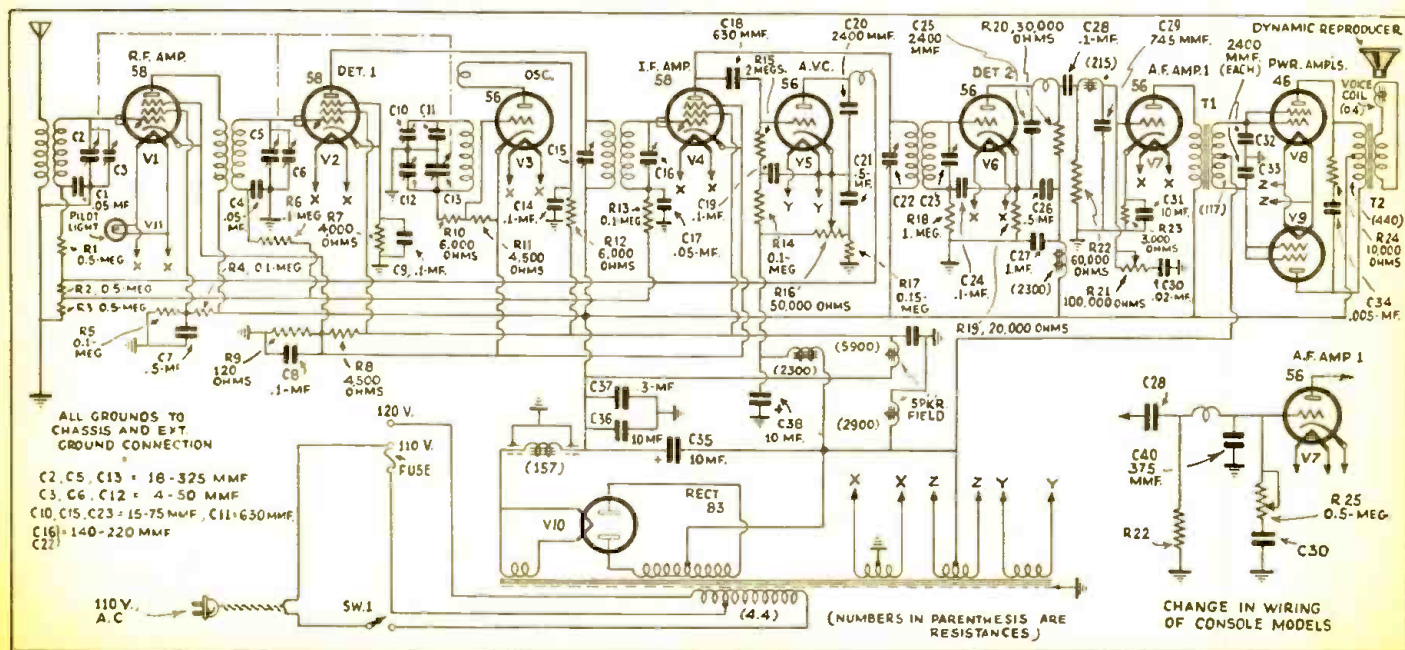 R.F. AMP.
58
V1
C2
C3
C1
.05 MF
PILOT
LIGHT
V11
X X
R1
0.5-MEG
R2, 0.5-MEG
R3 0.5-MEG
R4, 0.1-MEG
R5
0.1-
MEG
C7
.5-MF
DET. 1
58
V2
C5
C6
C4
.05-
MF.
R6
.1 MEG
R7
4,000
OHMS
X X
C9, .1-MF.
R9
120
OHMS
C8
.1-MF
R8
4,500
OHMS
OSC.
56
V3
C10
C11
C12
C13
R10
6,000
OHMS
R11
4,500
OHMS
X X
C15
C14
.1-MF.
R12
6,000
OHMS
I.F. AMP.
58
V4
C16
R13
0.1-MEG
X X
C17
.05-MF.
C18
630 MMF.
R15
2 MEGS.
A.V.C.
56
V5
C19
.1-MF.
Y Y
R14
0.1-
MEG
R16
50,000 OHMS
C20
2400 MMF.
C21
.5-
MF.
R17
0.15-
MEG
C22
C23
C25
2400
MMF.
DET 2
56
V6
R18
1. MEG.
C24
.1-MF.
X X
R20, 30,000
OHMS
C26
.5-MF
C27
1. MF.
(2300)
R19, 20,000 OHMS
C28
.1-MF.
(215)
C29
745 MMF.
R22
60,000
OHMS
R21
100,000 OHMS
A.F. AMP. 1
56
V7
X X
C31
10 MF.
R23
3,000
OHMS
C30
.02-MF.
T1
(117)
2400
MMF.
(EACH)
C32
C33
PWR. AMPLS.
46
V8
Z
Z
V9
DYNAMIC REPRODUCER
VOICE
COIL
(0.4)
T2
(440)
R24
10,000
OHMS
C34
.005-MF.
ALL GROUNDS TO
CHASSIS AND EXT.
GROUND CONNECTION
C2, C5, C13 = 18-325 MMF
C3, C6, C12 = 4-50 MMF
C10, C15, C23 = 15-75 MMF, C11=630 MMF.
C16
C22 = 140-220 MMF
110 V.,
A.C
SW.1
120 V.
110 V.
FUSE
(4.4)
(157)
V10
RECT
83
C37
3-MF
C36
10 MF
C35
10 MF.
+
C38
10 MF.
+
(2300)
(5900)
SPKR.
FIELD
(2900)
X X Z Z Y Y
(NUMBERS IN PARENTHESIS ARE
RESISTANCES)
A.F. AMP 1
56
V7
C28
C40
375
MMF.
R22
R25
0.5-MEG
C30
CHANGE IN WIRING
OF CONSOLE MODELS